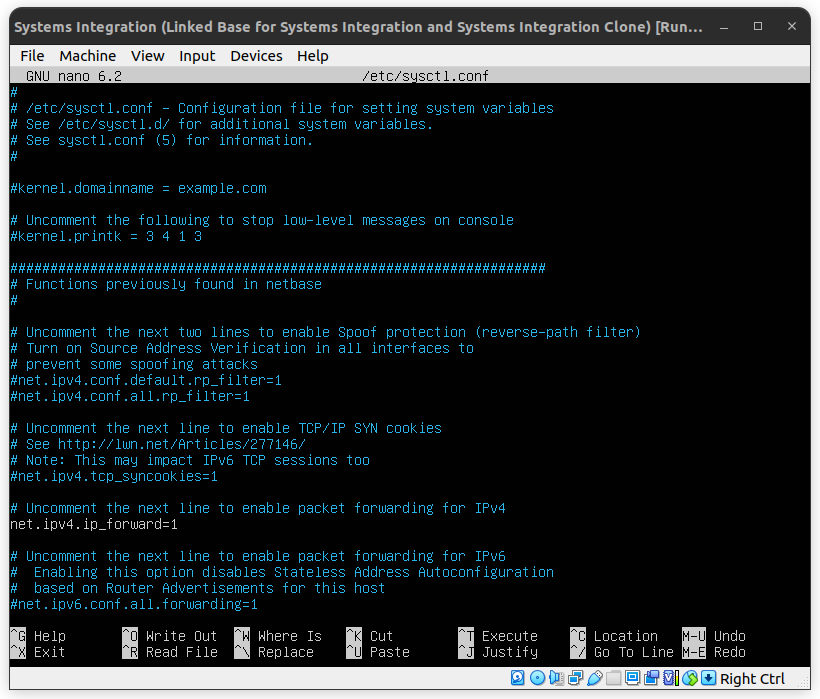 Systems Integration (Linked Base for Systems Integration and Systems Integration Clone) [Run...
File Machine View Input Devices Help
GNU nano 6.2 /etc/sysctl.conf
#
# /etc/sysctl.conf - Configuration file for setting system variables
# See /etc/sysctl.d/ for additional system variables.
# See sysctl.conf (5) for information.
#
#kernel.domainname = example.com
# Uncomment the following to stop low-level messages on console
#kernel.printk = 3 4 1 3
###################################################################
# Functions previously found in netbase
#
# Uncomment the next two lines to enable Spoof protection (reverse-path filter)
# Turn on Source Address Verification in all interfaces to
# prevent some spoofing attacks
#net.ipv4.conf.default.rp_filter=1
#net.ipv4.conf.all.rp_filter=1
# Uncomment the next line to enable TCP/IP SYN cookies
# See http://lwn.net/Articles/277146/
# Note: This may impact IPv6 TCP sessions too
#net.ipv4.tcp_syncookies=1
# Uncomment the next line to enable packet forwarding for IPv4
net.ipv4.ip_forward=1
# Uncomment the next line to enable packet forwarding for IPv6
#  Enabling this option disables Stateless Address Autoconfiguration
#  based on Router Advertisements for this host
#net.ipv6.conf.all.forwarding=1
^G Help ^O Write Out ^W Where Is ^K Cut ^T Execute ^C Location M-U Undo
^X Exit ^R Read File ^\ Replace ^U Paste ^J Justify ^/ Go To Line M-E Redo
Right Ctrl